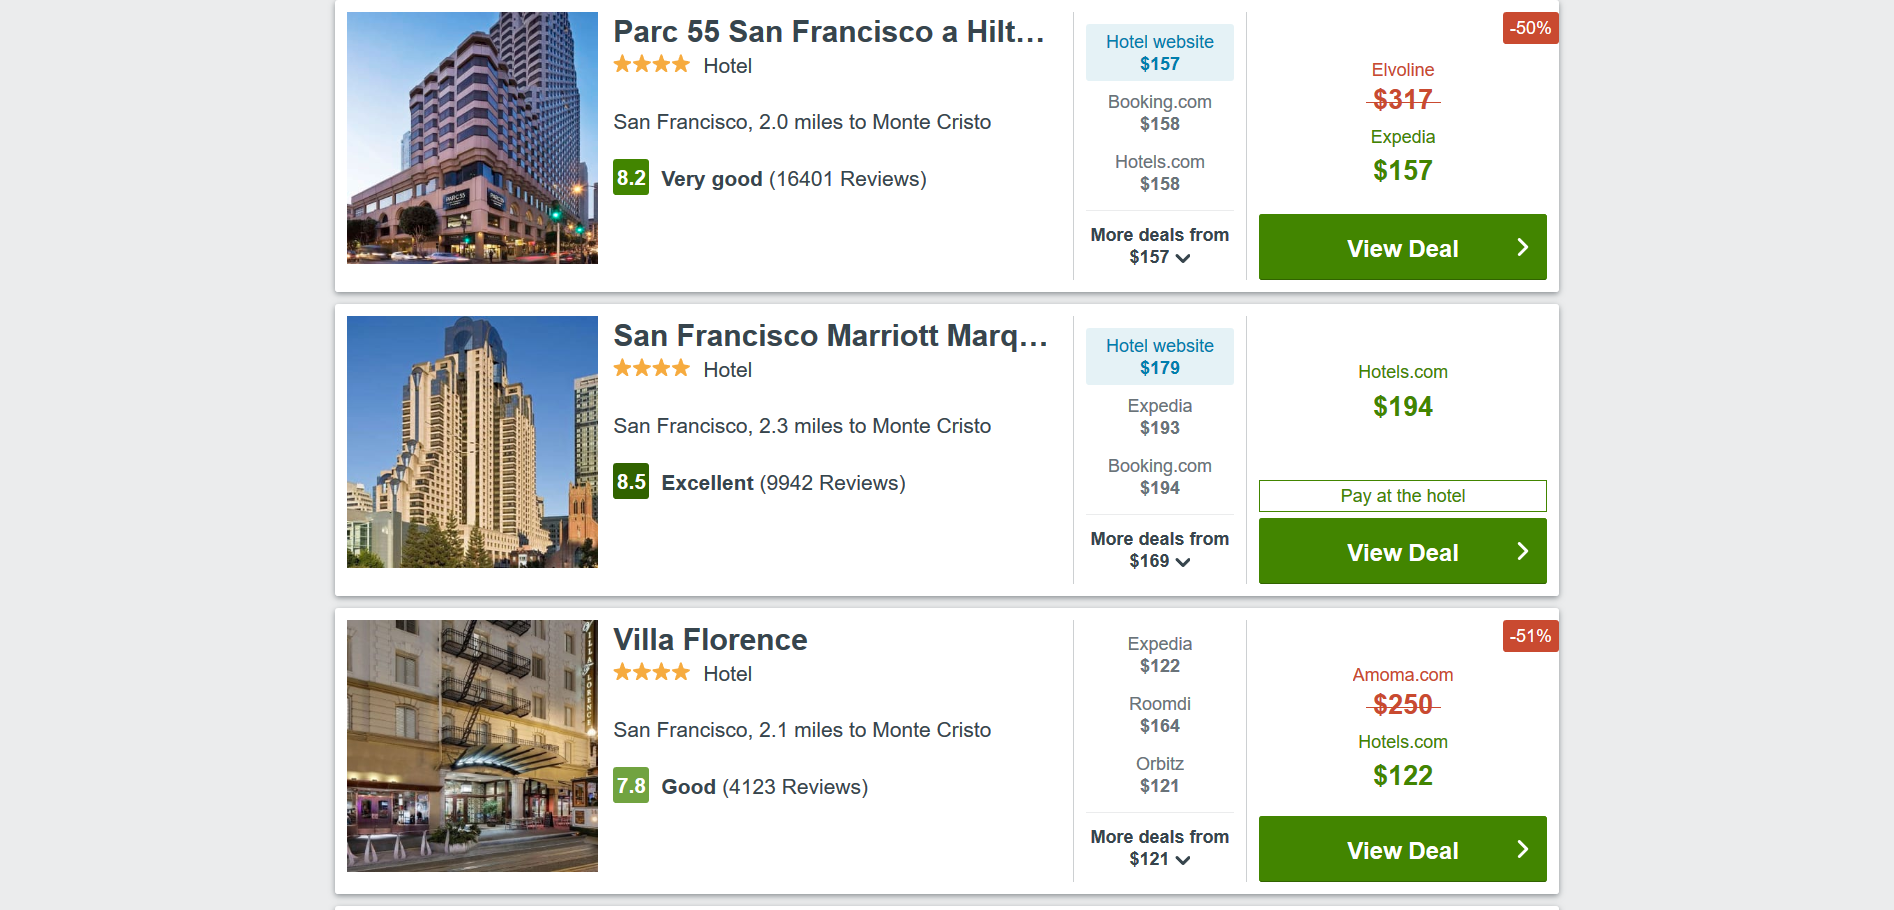 Parc 55 San Francisco a Hilt...
Hotel
San Francisco, 2.0 miles to Monte Cristo
8.2 Very good (16401 Reviews)
Hotel website
$157
Booking.com
$158
Hotels.com
$158
More deals from
$157
-50%
Elvoline
$317
Expedia
$157
View Deal
PARC 55
San Francisco Marriott Marq...
Hotel
San Francisco, 2.3 miles to Monte Cristo
8.5 Excellent (9942 Reviews)
Hotel website
$179
Expedia
$193
Booking.com
$194
More deals from
$169
Hotels.com
$194
Pay at the hotel
View Deal
Villa Florence
Hotel
San Francisco, 2.1 miles to Monte Cristo
7.8 Good (4123 Reviews)
Expedia
$122
Roomdi
$164
Orbitz
$121
More deals from
$121
-51%
Amoma.com
$250
Hotels.com
$122
View Deal
VILLA FLORENCE